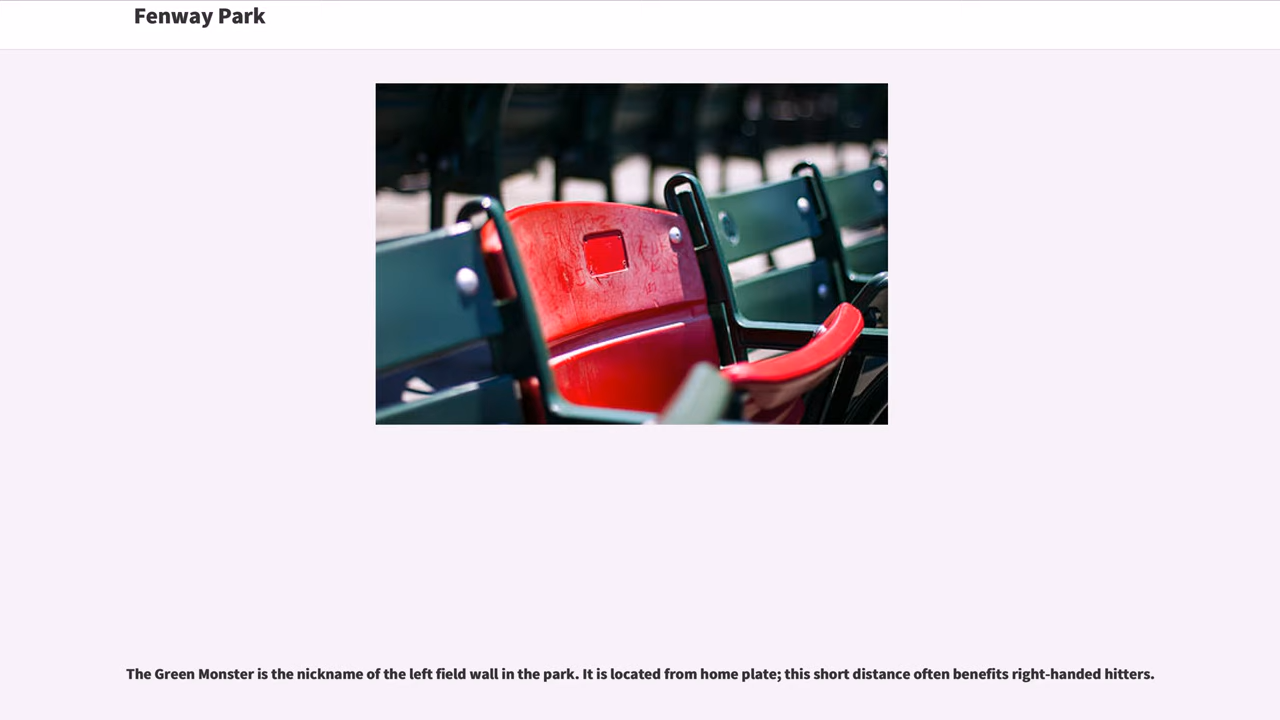 Fenway Park
The Green Monster is the nickname of the left field wall in the park. It is located from home plate; this short distance often benefits right-handed hitters.